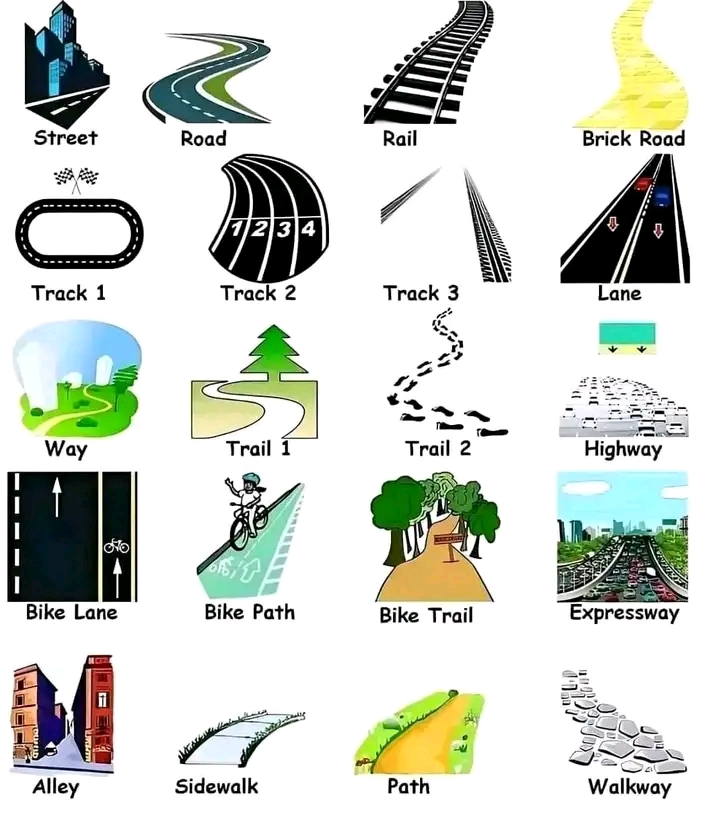 Street
Road
Rail
Brick Road
1 2 3 4
Track 1
Track 2
Track 3
Lane
Way
Trail 1
Trail 2
Highway
Bike Lane
Bike Path
Bike Trail
Expressway
Alley
Sidewalk
Path
Walkway